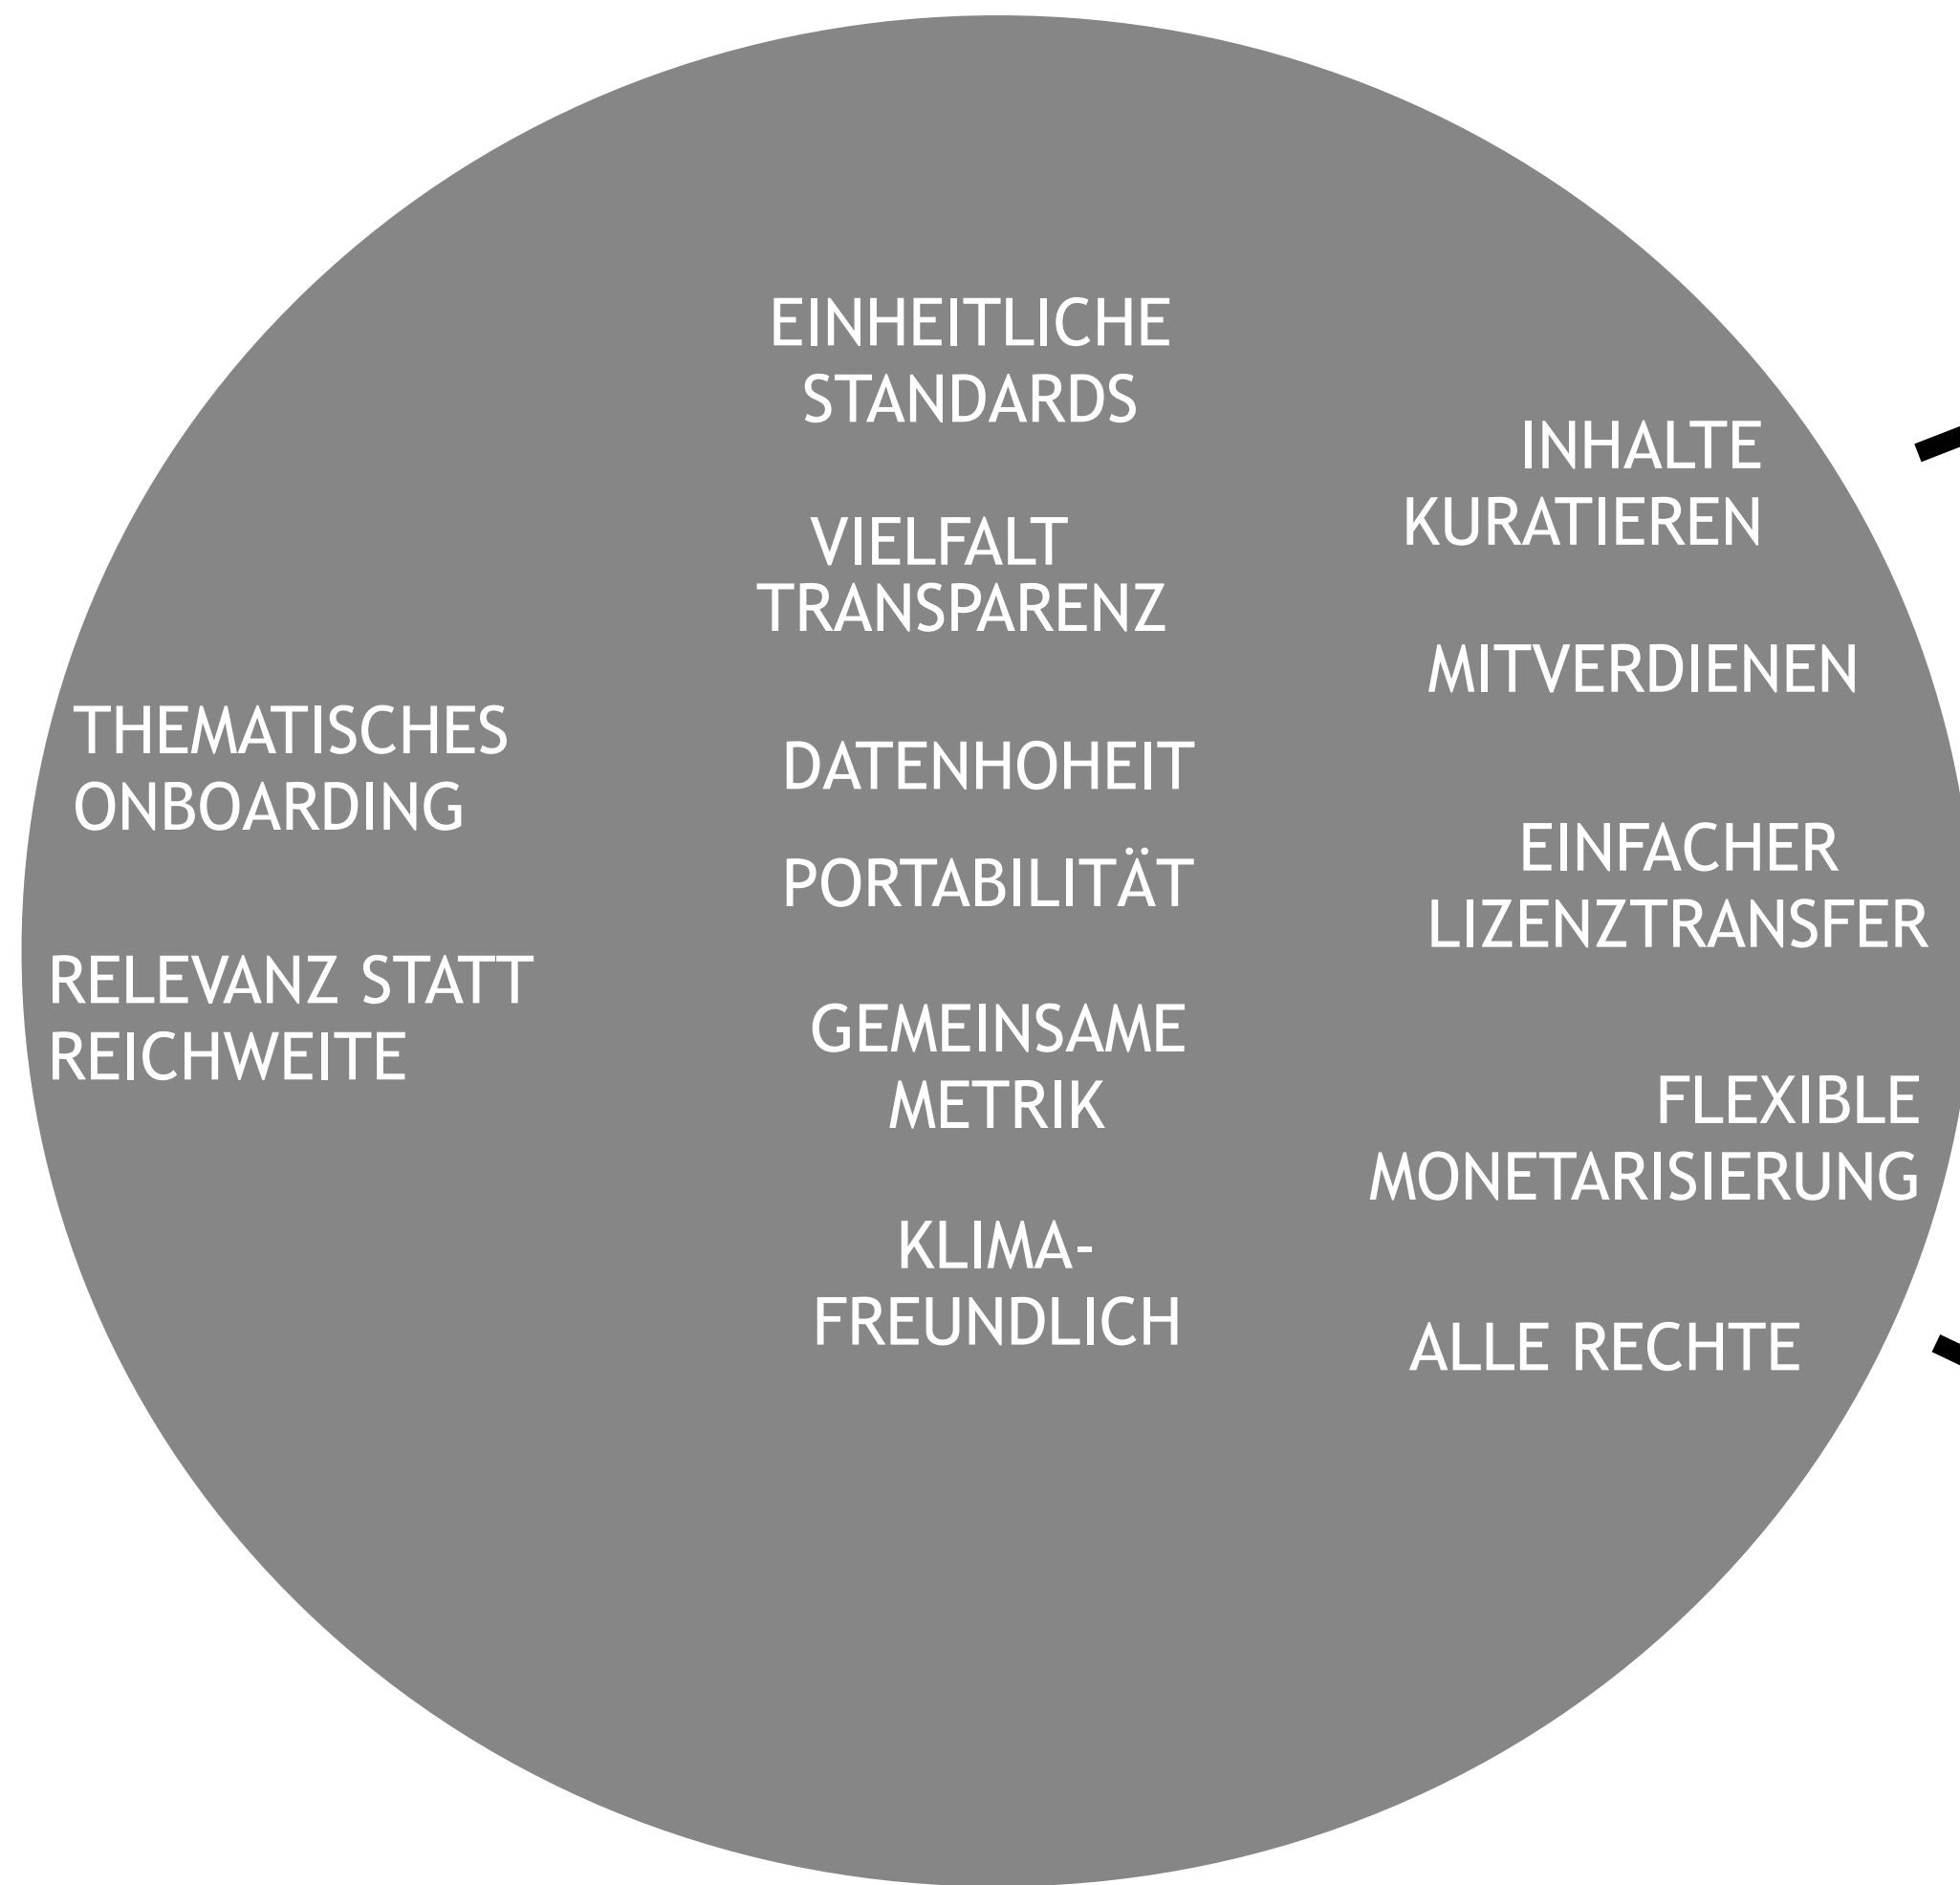 THEMATISCHES
ONBOARDING
RELEVANZ STATT
REICHWEITE
EINHEITLICHE
STANDARDS
VIELFALT
TRANSPARENZ
DATENHOHEIT
PORTABILITÄT
GEMEINSAME
METRIK
KLIMA-
FREUNDLICH
INHALTE
KURATIEREN
MITVERDIENEN
EINFACHER
LIZENZTRANSFER
FLEXIBLE
MONETARISIERUNG
ALLE RECHTE